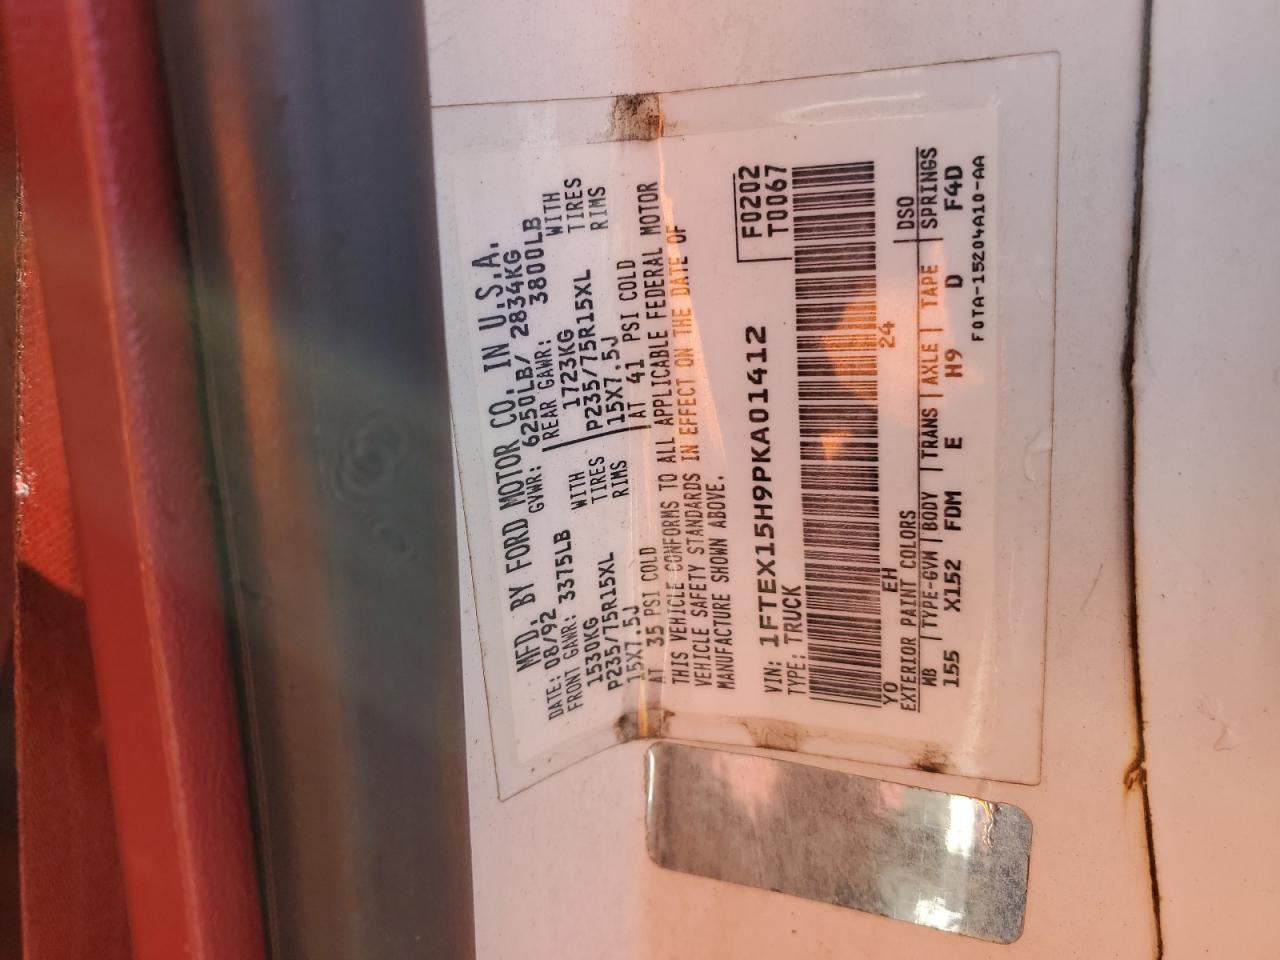 MFD. BY FORD MOTOR CO. IN U.S.A.
DATE: 08/92 GVWR: 6250LB/ 2834KG
FRONT GAWR: 3375LB REAR GAWR: 3800LB
1530KG WITH 1723KG WITH
P235/75R15XL TIRES P235/75R15XL TIRES
15X7.5J RIMS 15X7.5J RIMS
AT 35 PSI COLD AT 41 PSI COLD
THIS VEHICLE CONFORMS TO ALL APPLICABLE FEDERAL MOTOR
VEHICLE SAFETY STANDARDS IN EFFECT ON THE DATE OF
MANUFACTURE SHOWN ABOVE.
F0202
T0067
VIN: 1FTEX15H9PKA01412
TYPE: TRUCK
YO EH 24
EXTERIOR PAINT COLORS DSO
WB TYPE-GVW BODY TRANS AXLE TAPE SPRINGS
155 X152 FDM E H9 D F4D
FOTA-15204A10-AA